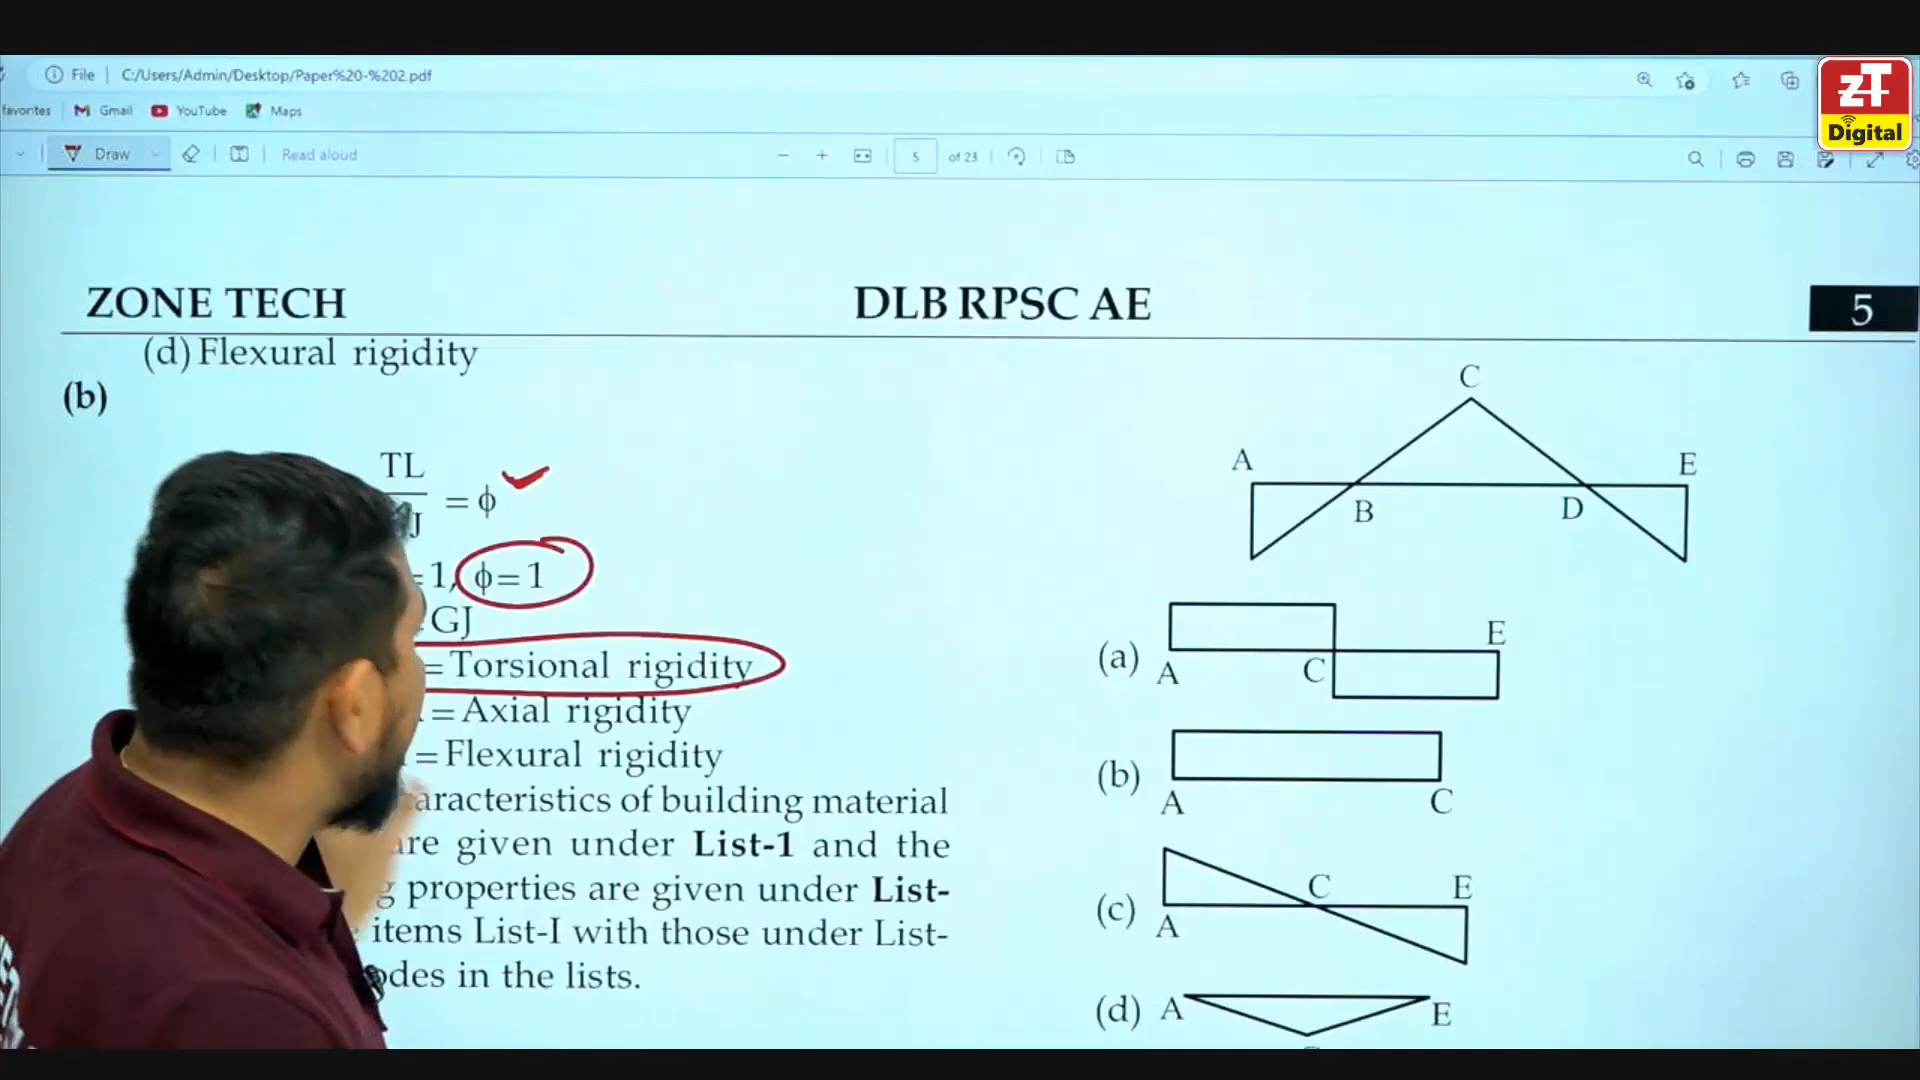 File | C:/Users/Admin/Desktop/Paper%20-%202.pdf
favorites Gmail YouTube Maps
Draw Read aloud 5 of 23
ZT Digital
ZONE TECH DLB RPSC AE 5
(d) Flexural rigidity
(b)
TL
J = ϕ
=1, ϕ=1
GJ
=Torsional rigidity
=Axial rigidity
=Flexural rigidity
of building material
are given under List-1 and the
properties are given under List-
items List-I with those under List-
in the lists.
C
A E
B D
(a) A C E
(b) A C
(c) A C E
(d) A E